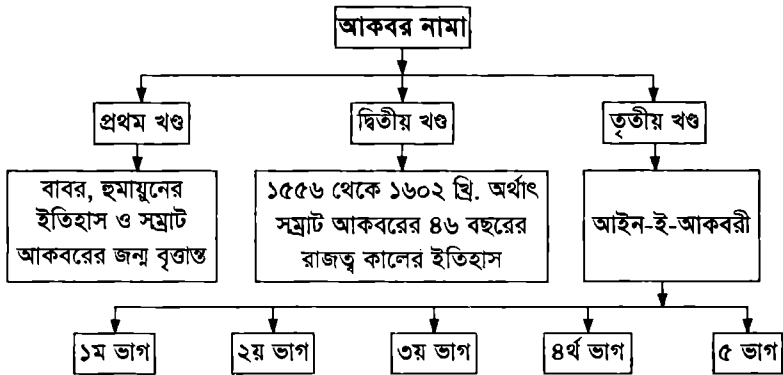 আকবর নামা
প্রথম খণ্ড
দ্বিতীয় খণ্ড
তৃতীয় খণ্ড
বাবর, হুমায়ূনের
ইতিহাস ও সম্রাট
আকবরের জন্ম বৃত্তান্ত
১৫৫৬ থেকে ১৬০২ খ্রি. অর্থাৎ
সম্রাট আকবরের ৪৬ বছরের
রাজত্ব কালের ইতিহাস
আইন-ই-আকবরী
১ম ভাগ
২য় ভাগ
৩য় ভাগ
৪র্থ ভাগ
৫ ভাগ